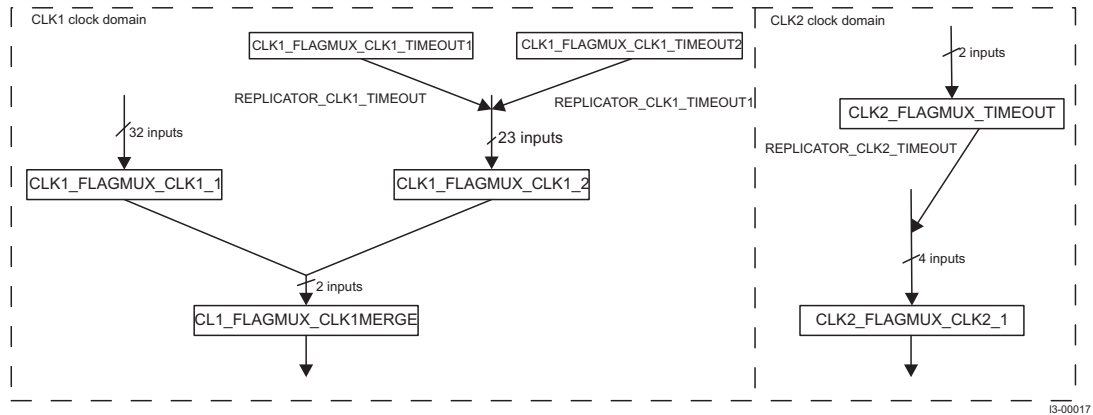 CLK1 clock domain
CLK2 clock domain
CLK1_FLAGMUX_CLK1_TIMEOUT1
CLK1_FLAGMUX_CLK1_TIMEOUT2
2 inputs
REPLICATOR_CLK1_TIMEOUT
REPLICATOR_CLK1_TIMEOUT1
CLK2_FLAGMUX_TIMEOUT
32 inputs
23 inputs
REPLICATOR_CLK2_TIMEOUT
CLK1_FLAGMUX_CLK1_1
CLK1_FLAGMUX_CLK1_2
4 inputs
2 inputs
CL1_FLAGMUX_CLK1MERGE
CLK2_FLAGMUX_CLK2_1
I3-00017